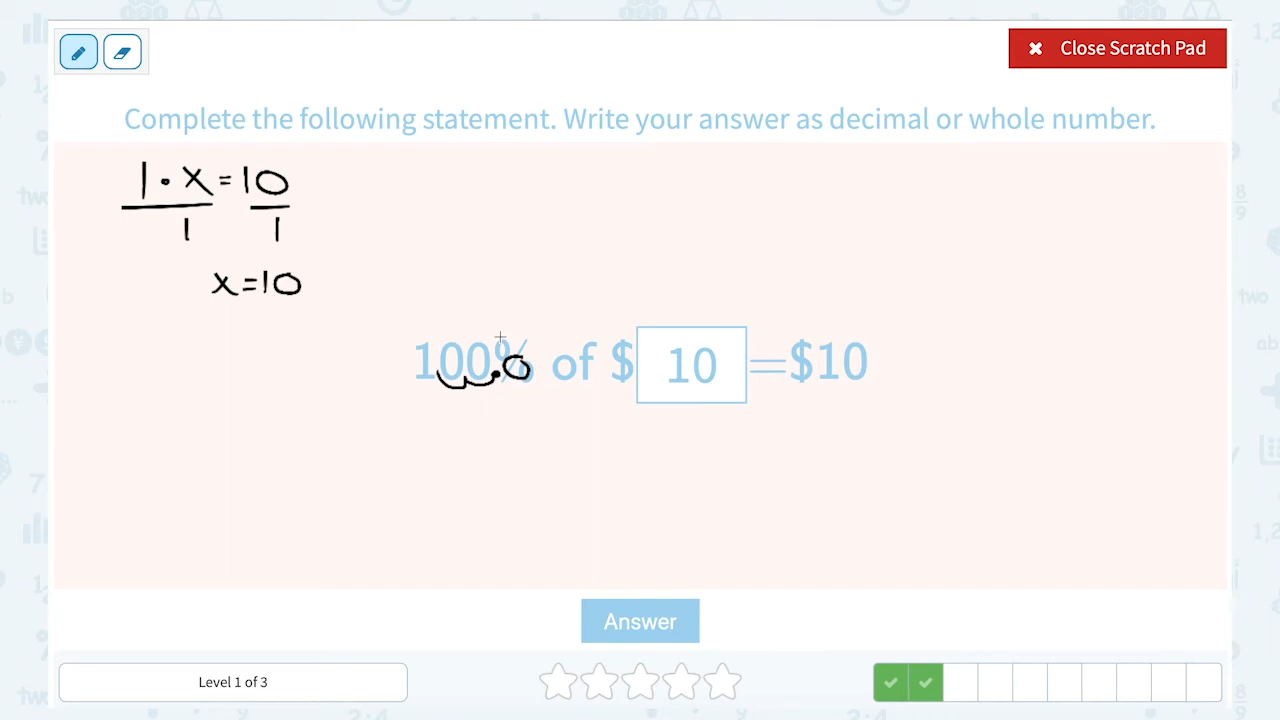 Close Scratch Pad
Complete the following statement. Write your answer as decimal or whole number.
1 · x = 10
1 1
x = 10
100% of $ 10 = $10
.0
Answer
Level 1 of 3